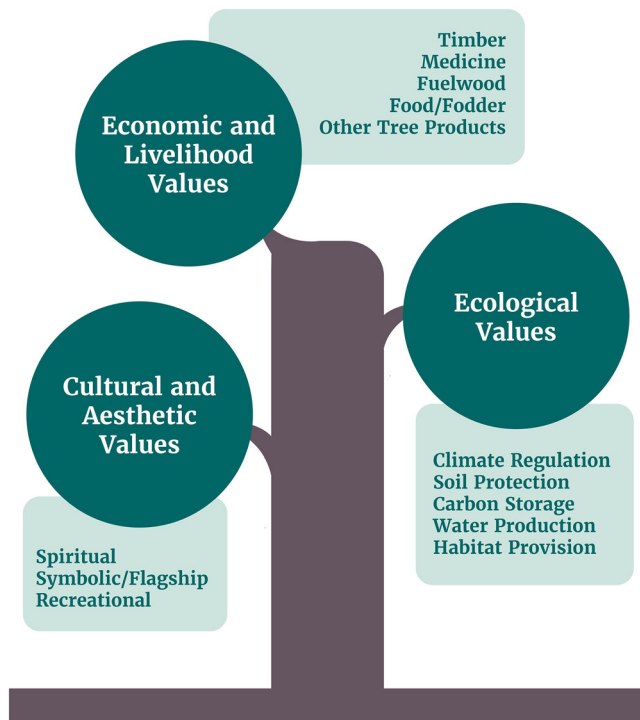 Timber
Medicine
Fuelwood
Food/Fodder
Other Tree Products
Economic and
Livelihood
Values
Ecological
Values
Climate Regulation
Soil Protection
Carbon Storage
Water Production
Habitat Provision
Cultural and
Aesthetic
Values
Spiritual
Symbolic/Flagship
Recreational